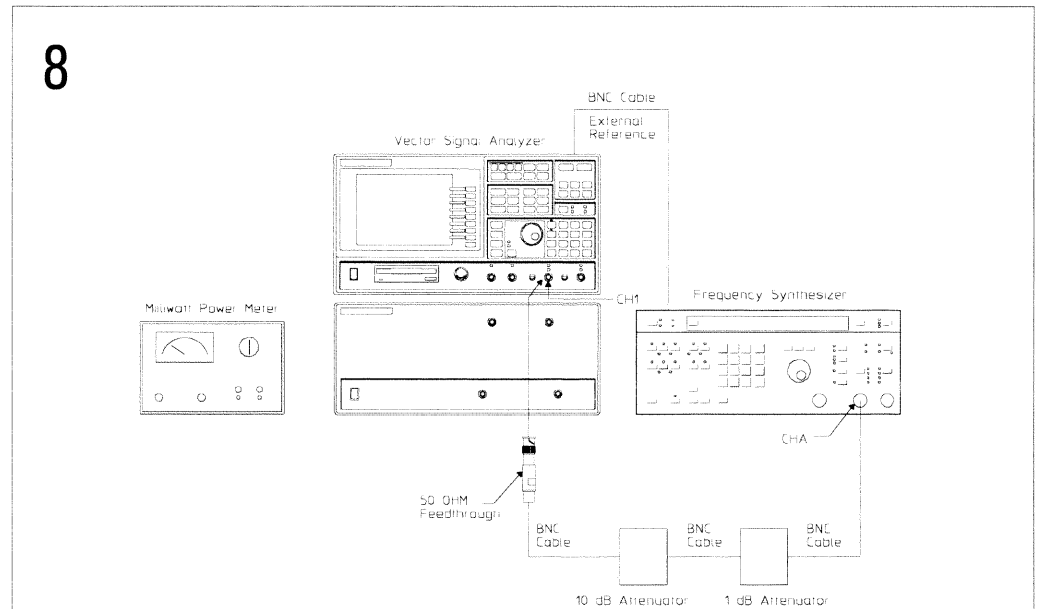 8
BNC Cable
External
Reference
Vector Signal Analyzer
CH1
Frequency Synthesizer
Milliwatt Power Meter
CHA
50 OHM
Feedthrough
BNC
Cable
BNC
Cable
BNC
Cable
10 dB Attenuator
1 dB Attenuator